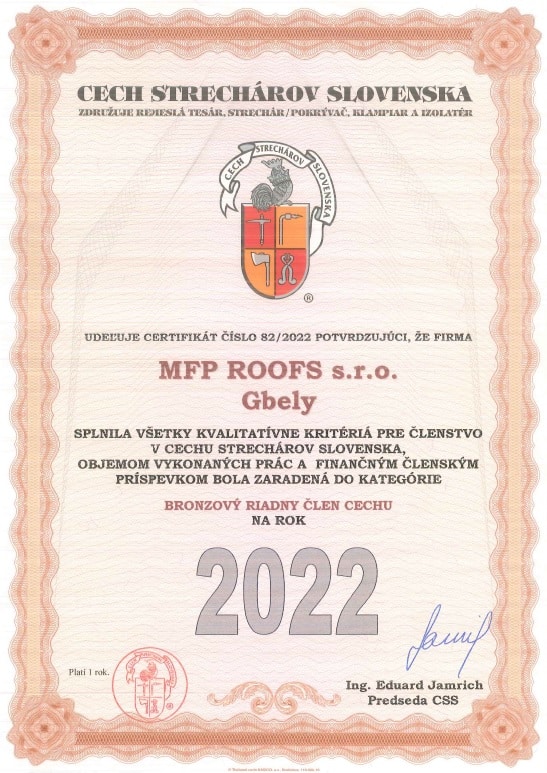 CECH STRECHÁROV SLOVENSKA
ZDRUŽUJE REMESLÁ TESÁR, STRECHÁR/POKRÝVAČ, KLAMPIAR A IZOLATÉR
CECH STRECHÁROV SLOVENSKA
®
UDEĽUJE CERTIFIKÁT ČÍSLO 82/2022 POTVRDZUJÚCI, ŽE FIRMA
MFP ROOFS s.r.o.
Gbely
SPLNILA VŠETKY KVALITATÍVNE KRITÉRIÁ PRE ČLENSTVO
V CECHU STRECHÁROV SLOVENSKA,
OBJEMOM VYKONANÝCH PRÁC A FINANČNÝM ČLENSKÝM
PRÍSPEVKOM BOLA ZARADENÁ DO KATEGÓRIE
BRONZOVÝ RIADNY ČLEN CECHU
NA ROK
2022
Platí 1 rok.
®
Ing. Eduard Jamrich
Predseda CSS